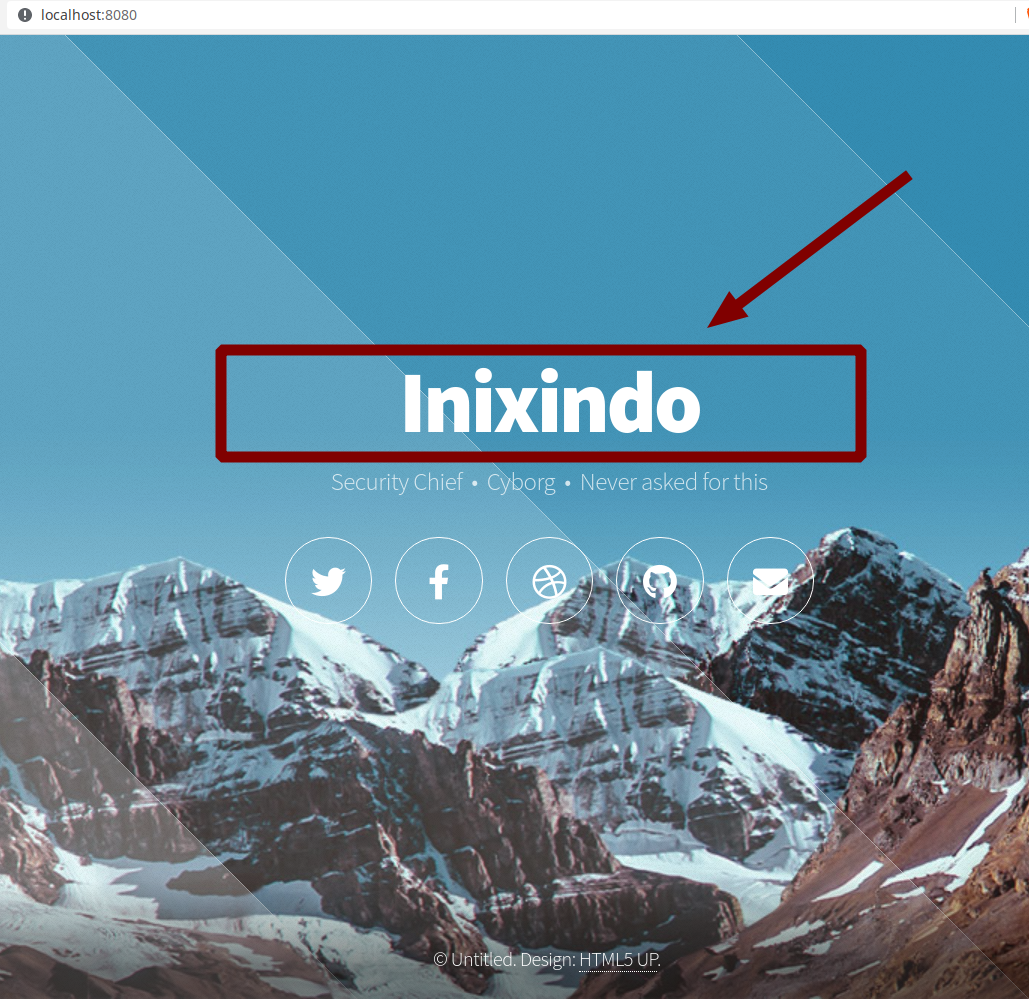 localhost:8080
Inixindo
Security Chief • Cyborg • Never asked for this
© Untitled. Design: HTML5 UP.